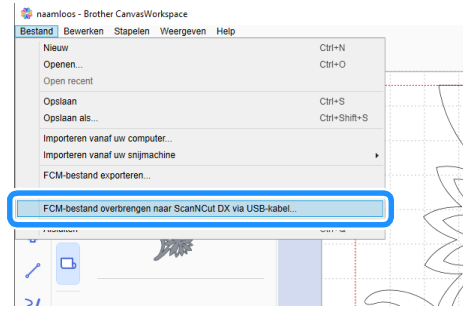 naamloos - Brother CanvasWorkspace
Bestand Bewerken Stapelen Weergeven Help
Nieuw Ctrl+N
Openen... Ctrl+O
Open recent
Opslaan Ctrl+S
Opslaan als... Ctrl+Shift+S
Importeren vanaf uw computer...
Importeren vanaf uw snijmachine
FCM-bestand exporteren...
FCM-bestand overbrengen naar ScanNCut DX via USB-kabel...
Afsluiten Ctrl+Q